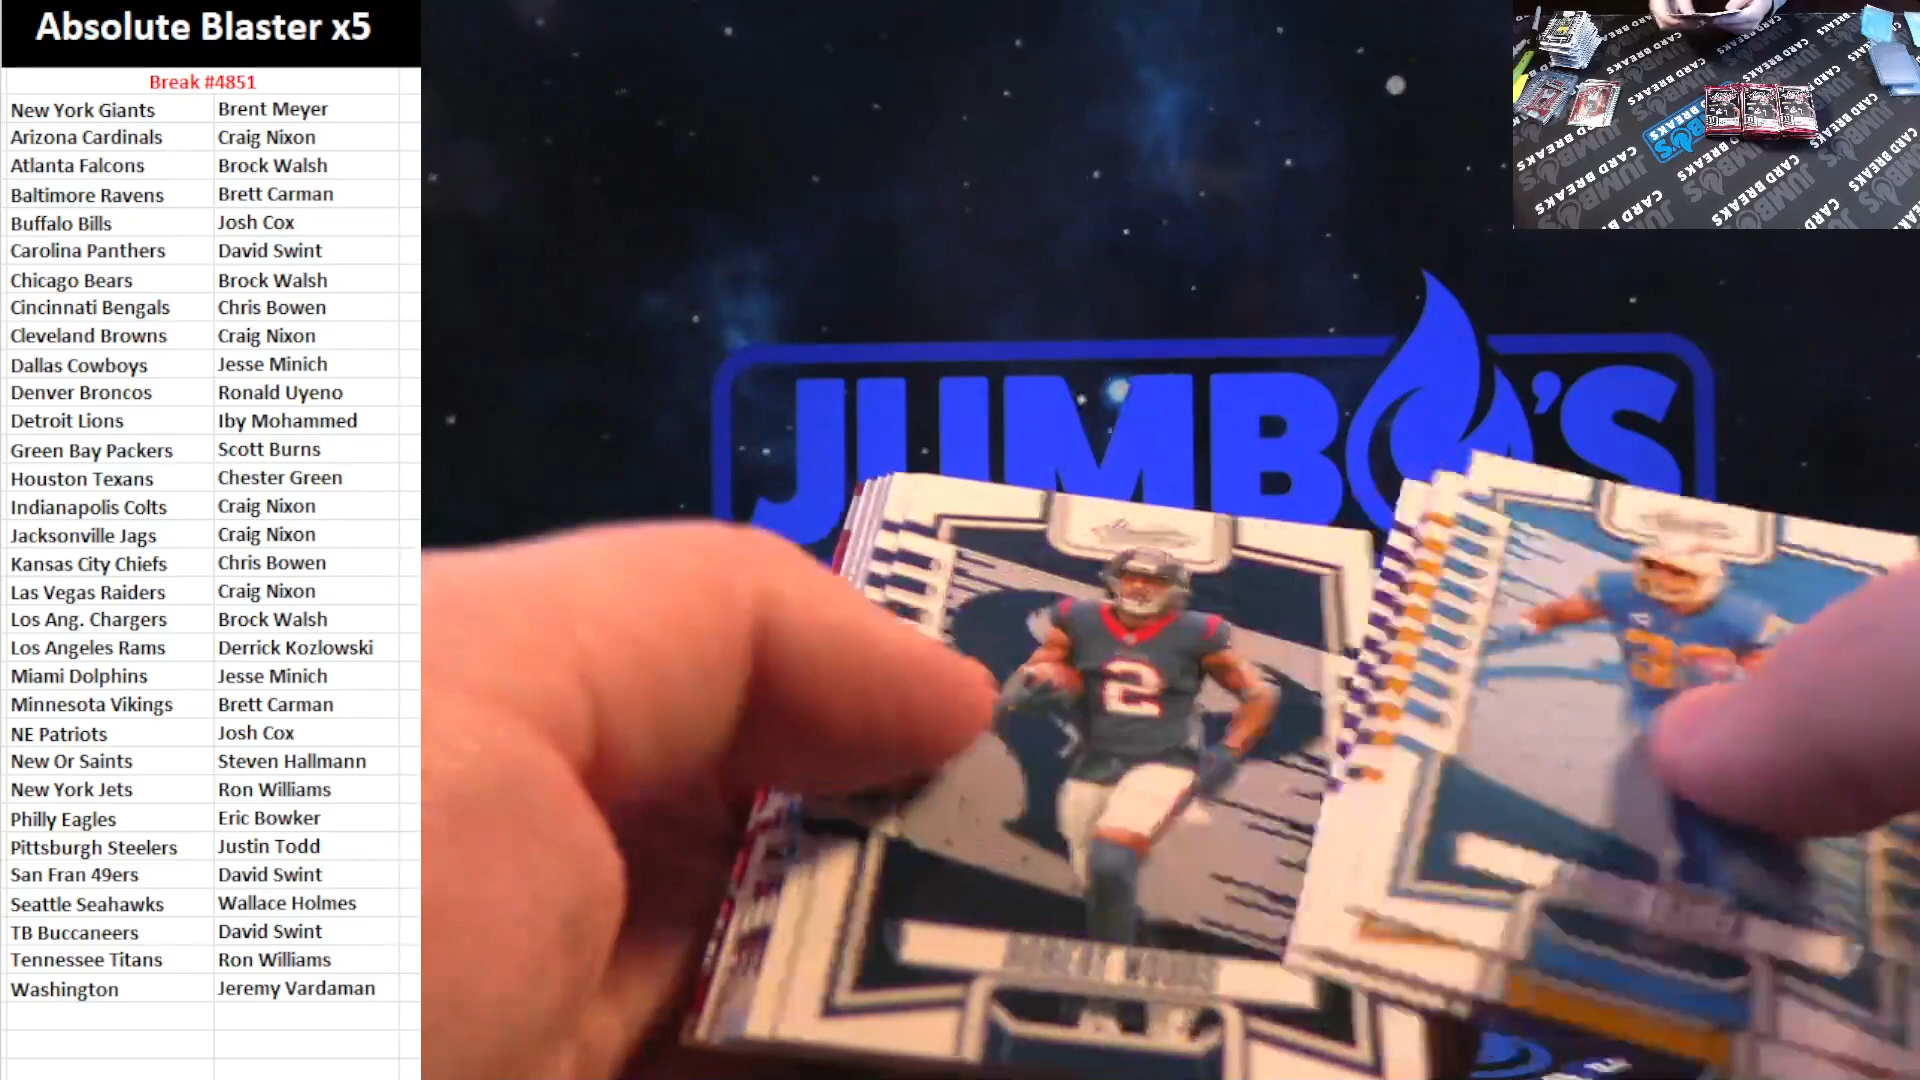 Absolute Blaster x5
Break #4851
New York Giants Brent Meyer
Arizona Cardinals Craig Nixon
Atlanta Falcons Brock Walsh
Baltimore Ravens Brett Carman
Buffalo Bills Josh Cox
Carolina Panthers David Swint
Chicago Bears Brock Walsh
Cincinnati Bengals Chris Bowen
Cleveland Browns Craig Nixon
Dallas Cowboys Jesse Minich
Denver Broncos Ronald Uyeno
Detroit Lions Iby Mohammed
Green Bay Packers Scott Burns
Houston Texans Chester Green
Indianapolis Colts Craig Nixon
Jacksonville Jags Craig Nixon
Kansas City Chiefs Chris Bowen
Las Vegas Raiders Craig Nixon
Los Ang. Chargers Brock Walsh
Los Angeles Rams Derrick Kozlowski
Miami Dolphins Jesse Minich
Minnesota Vikings Brett Carman
NE Patriots Josh Cox
New Or Saints Steven Hallmann
New York Jets Ron Williams
Philly Eagles Eric Bowker
Pittsburgh Steelers Justin Todd
San Fran 49ers David Swint
Seattle Seahawks Wallace Holmes
TB Buccaneers David Swint
Tennessee Titans Ron Williams
Washington Jeremy Vardaman
JUMBO'S
2
ROBERT WOODS
JUMBO'S
CARD BREAKS